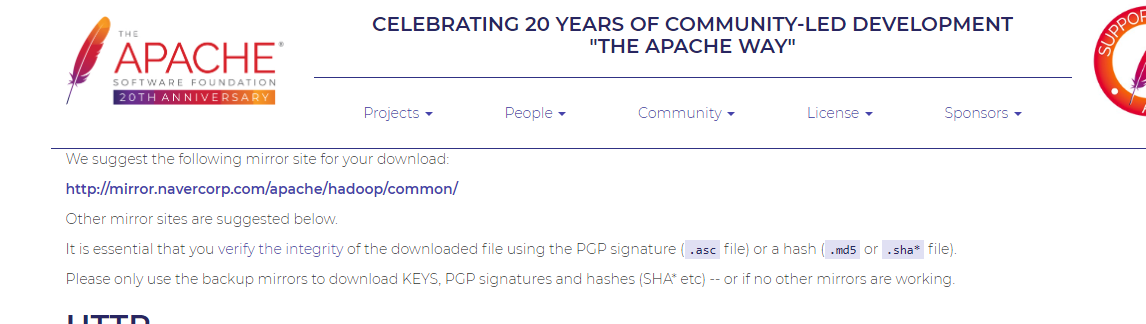 THE
APACHE®
SOFTWARE FOUNDATION
20TH ANNIVERSARY
CELEBRATING 20 YEARS OF COMMUNITY-LED DEVELOPMENT
"THE APACHE WAY"
SUPPOR
Projects
People
Community
License
Sponsors
We suggest the following mirror site for your download:
http://mirror.navercorp.com/apache/hadoop/common/
Other mirror sites are suggested below.
It is essential that you verify the integrity of the downloaded file using the PGP signature (.asc file) or a hash (.md5 or .sha* file).
Please only use the backup mirrors to download KEYS, PGP signatures and hashes (SHA* etc) -- or if no other mirrors are working.
HTTP